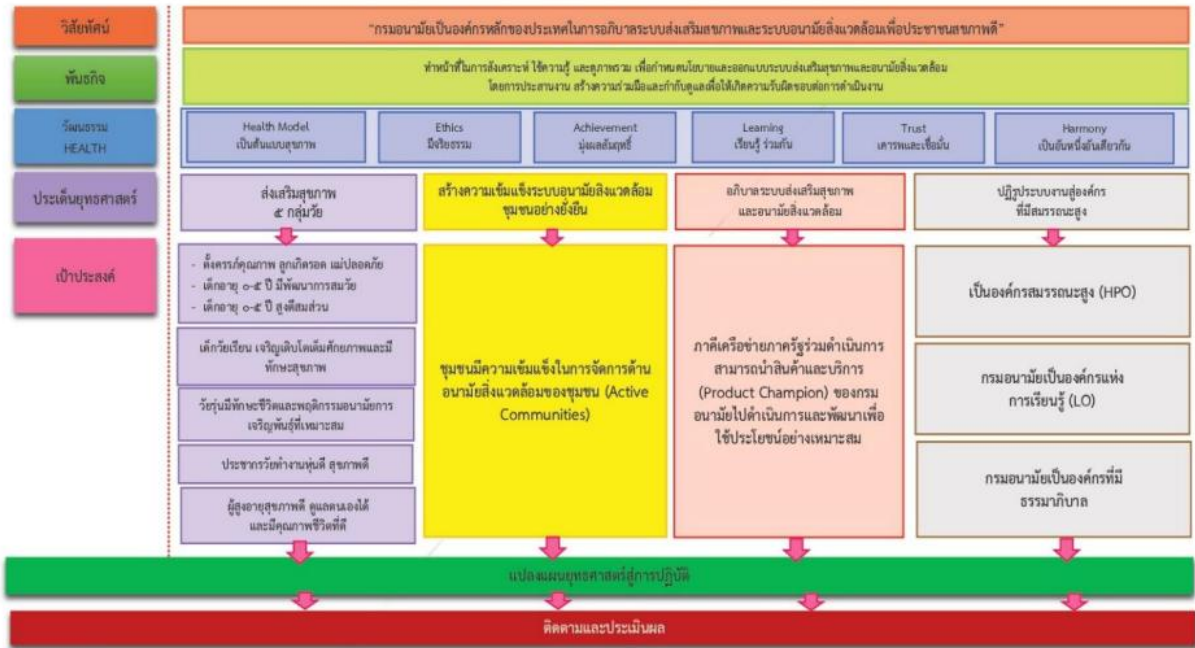 วิสัยทัศน์
“กรมอนามัยเป็นองค์กรหลักของประเทศในการอภิบาลระบบส่งเสริมสุขภาพและระบบอนามัยสิ่งแวดล้อมเพื่อประชาชนสุขภาพดี”
พันธกิจ
ทำหน้าที่ในการสังเคราะห์ ใช้ความรู้ และดูภาพรวม เพื่อกำหนดนโยบายและออกแบบระบบส่งเสริมสุขภาพและอนามัยสิ่งแวดล้อม
โดยการประสานงาน สร้างความร่วมมือและกำกับดูแลเพื่อให้เกิดความรับผิดชอบต่อการดำเนินงาน
วัฒนธรรม
HEALTH
Health Model
เป็นต้นแบบสุขภาพ
Ethics
มีจริยธรรม
Achievement
มุ่งผลสัมฤทธิ์
Learning
เรียนรู้ ร่วมกัน
Trust
เคารพและเชื่อมั่น
Harmony
เป็นอันหนึ่งอันเดียวกัน
ประเด็นยุทธศาสตร์
ส่งเสริมสุขภาพ
๕ กลุ่มวัย
สร้างความเข้มแข็งระบบอนามัยสิ่งแวดล้อม
ชุมชนอย่างยั่งยืน
อภิบาลระบบส่งเสริมสุขภาพ
และอนามัยสิ่งแวดล้อม
ปฏิรูประบบงานสู่องค์กร
ที่มีสมรรถนะสูง
เป้าประสงค์
- ตั้งครรภ์คุณภาพ ลูกเกิดรอด แม่ปลอดภัย
- เด็กอายุ ๐-๕ ปี มีพัฒนาการสมวัย
- เด็กอายุ ๐-๕ ปี สูงดีสมส่วน
เด็กวัยเรียน เจริญเติบโตเต็มศักยภาพและมี
ทักษะสุขภาพ
วัยรุ่นมีทักษะชีวิตและพฤติกรรมอนามัยการ
เจริญพันธุ์ที่เหมาะสม
ประชากรวัยทำงานหุ่นดี สุขภาพดี
ผู้สูงอายุสุขภาพดี ดูแลตนเองได้
และมีคุณภาพชีวิตที่ดี
ชุมชนมีความเข้มแข็งในการจัดการด้าน
อนามัยสิ่งแวดล้อมของชุมชน (Active
Communities)
ภาคีเครือข่ายภาครัฐร่วมดำเนินการ
สามารถนำสินค้าและบริการ
(Product Champion) ของกรม
อนามัยไปดำเนินการและพัฒนาเพื่อ
ใช้ประโยชน์อย่างเหมาะสม
เป็นองค์กรสมรรถนะสูง (HPO)
กรมอนามัยเป็นองค์กรแห่ง
การเรียนรู้ (LO)
กรมอนามัยเป็นองค์กรที่มี
ธรรมาภิบาล
แปลงแผนยุทธศาสตร์สู่การปฏิบัติ
ติดตามและประเมินผล